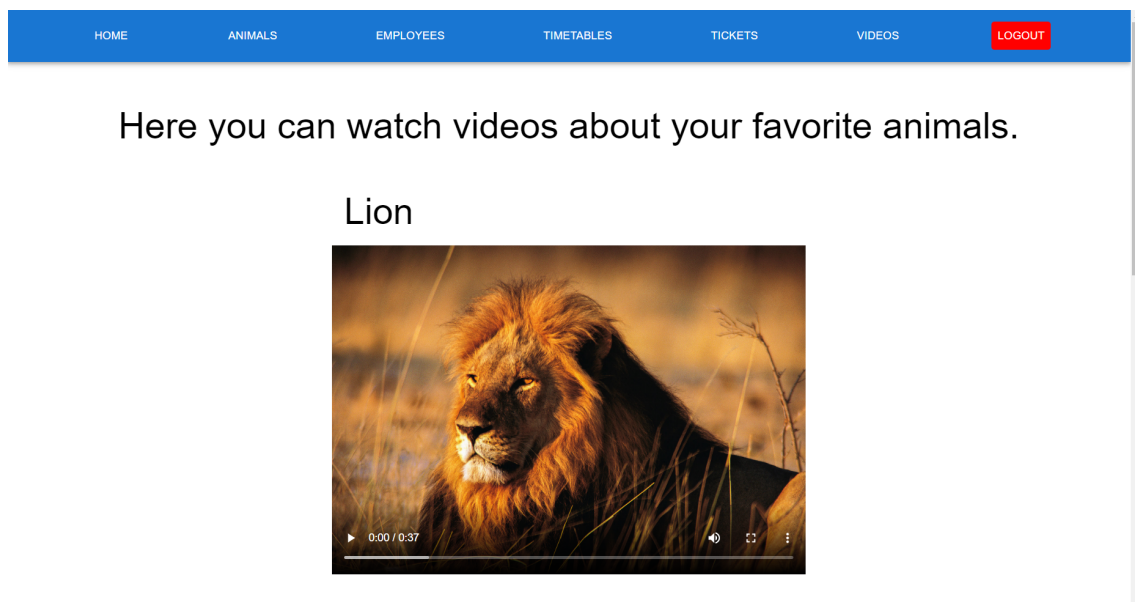 HOME ANIMALS EMPLOYEES TIMETABLES TICKETS VIDEOS LOGOUT
Here you can watch videos about your favorite animals.
Lion
0:00 / 0:37